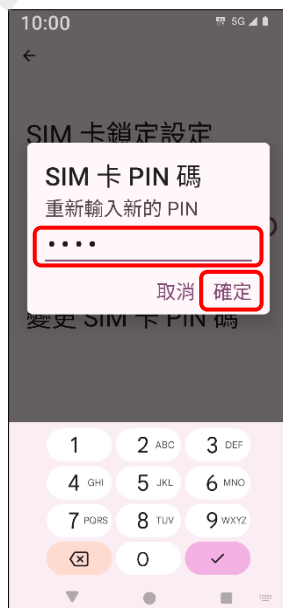 10:00 5G
SIM 卡鎖定設定
SIM 卡 PIN 碼
重新輸入新的 PIN
••••
取消 確定
變更 SIM 卡 PIN 碼
1 2 ABC 3 DEF
4 GHI 5 JKL 6 MNO
7 PQRS 8 TUV 9 WXYZ
0